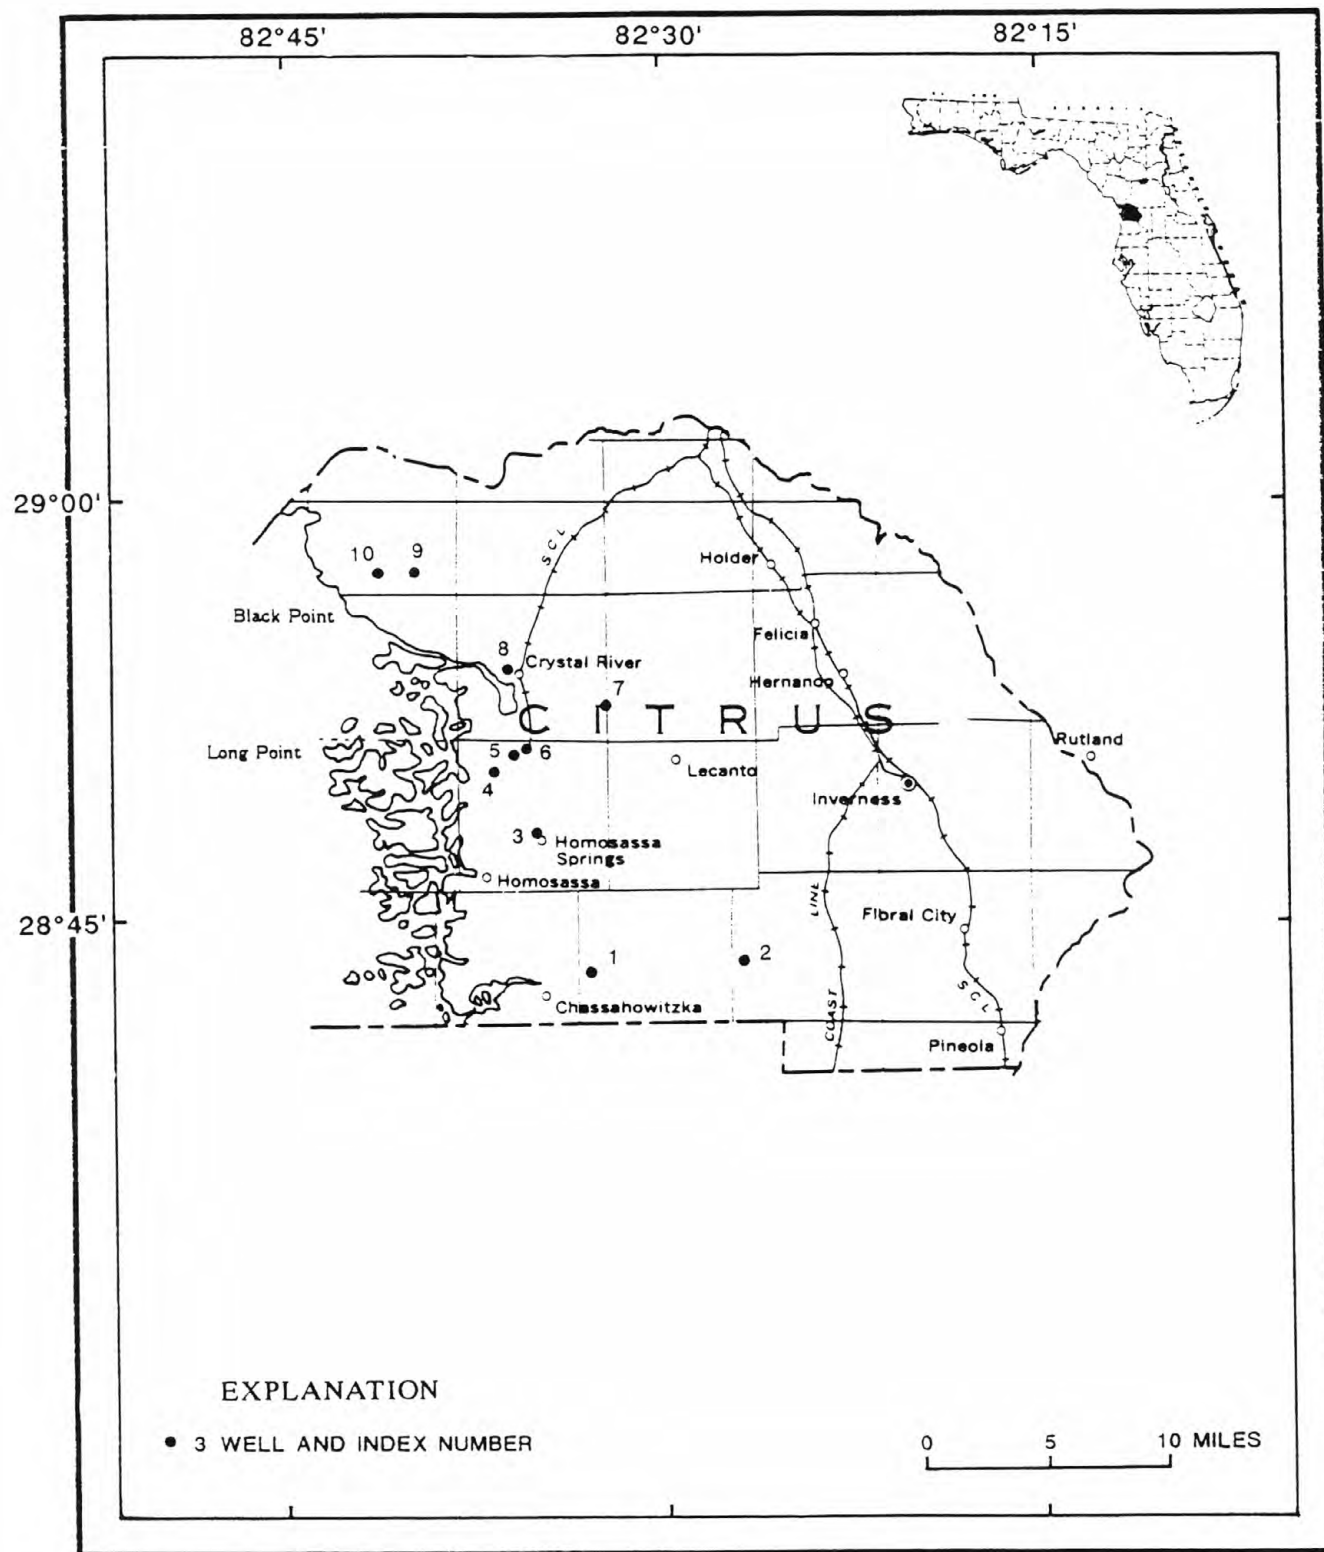 82°45' 82°30' 82°15'
29°00'
SCL
10 9
Holder
Black Point
Felicia
8
Crystal River
Hernando
7
CITRUS
Rutland
Long Point
5 6
Lecanto
4
Inverness
3 Homosassa
Springs
Homosassa
LINE
Floral City
28°45'
1 2
SCL
Chassahowitzka
COAST
Pineola
EXPLANATION
3 WELL AND INDEX NUMBER
0 5 10 MILES